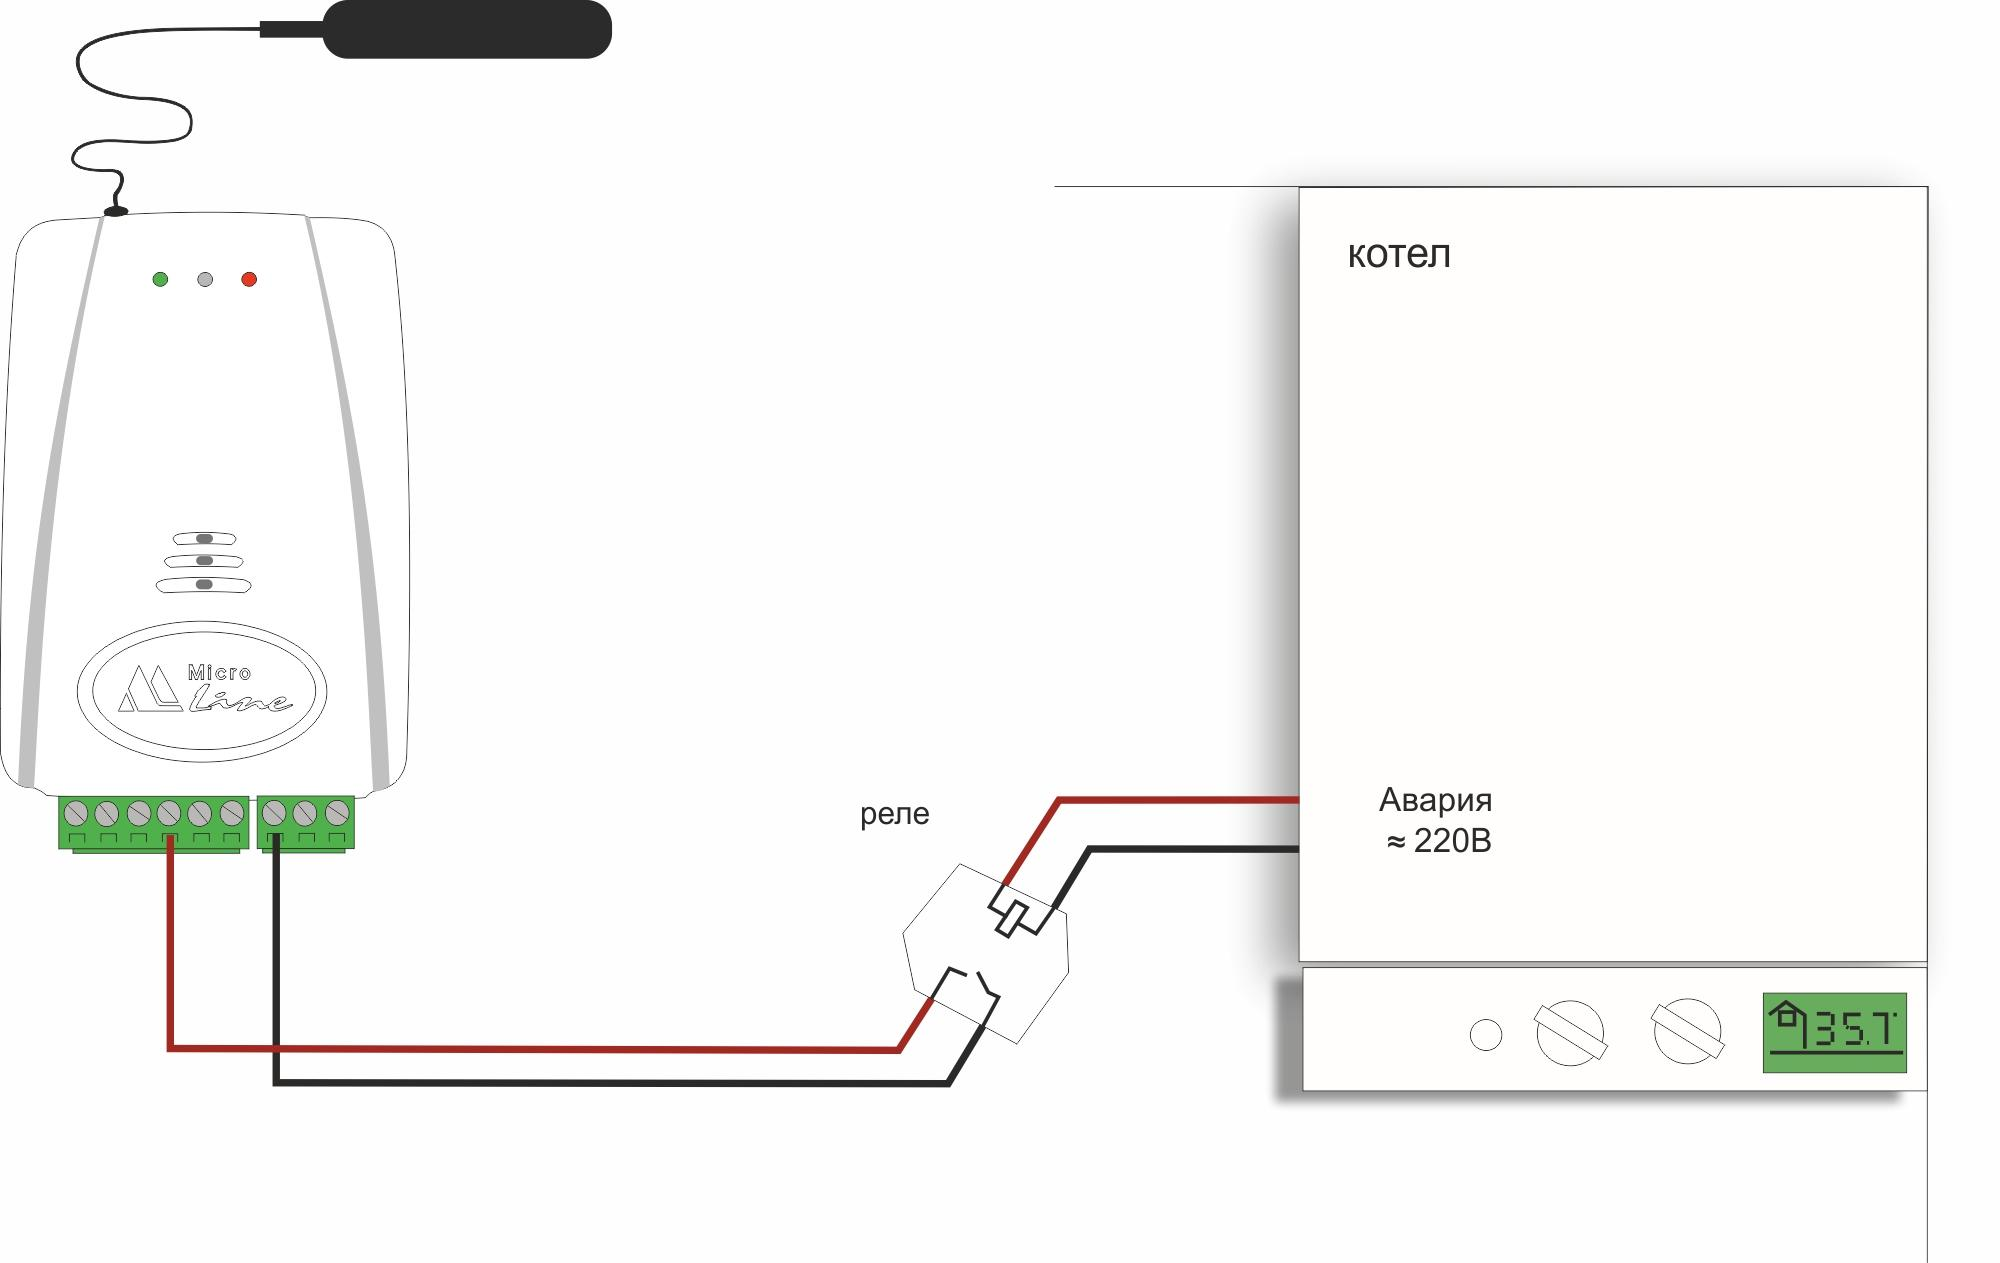 котел
Micro
Line
реле
Авария
≈ 220В
35.7°